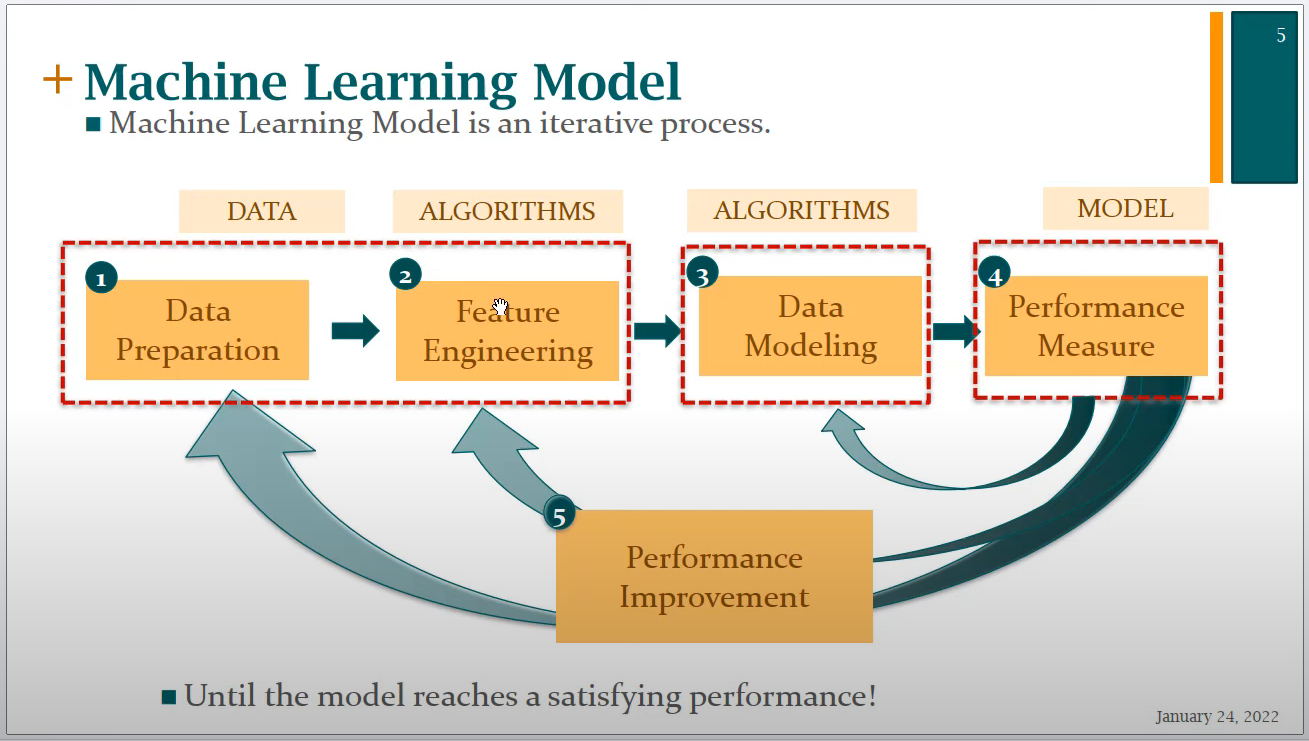 5
+ Machine Learning Model
Machine Learning Model is an iterative process.
DATA
ALGORITHMS
ALGORITHMS
MODEL
1
Data
Preparation
2
Feature
Engineering
3
Data
Modeling
4
Performance
Measure
5
Performance
Improvement
Until the model reaches a satisfying performance!
January 24, 2022